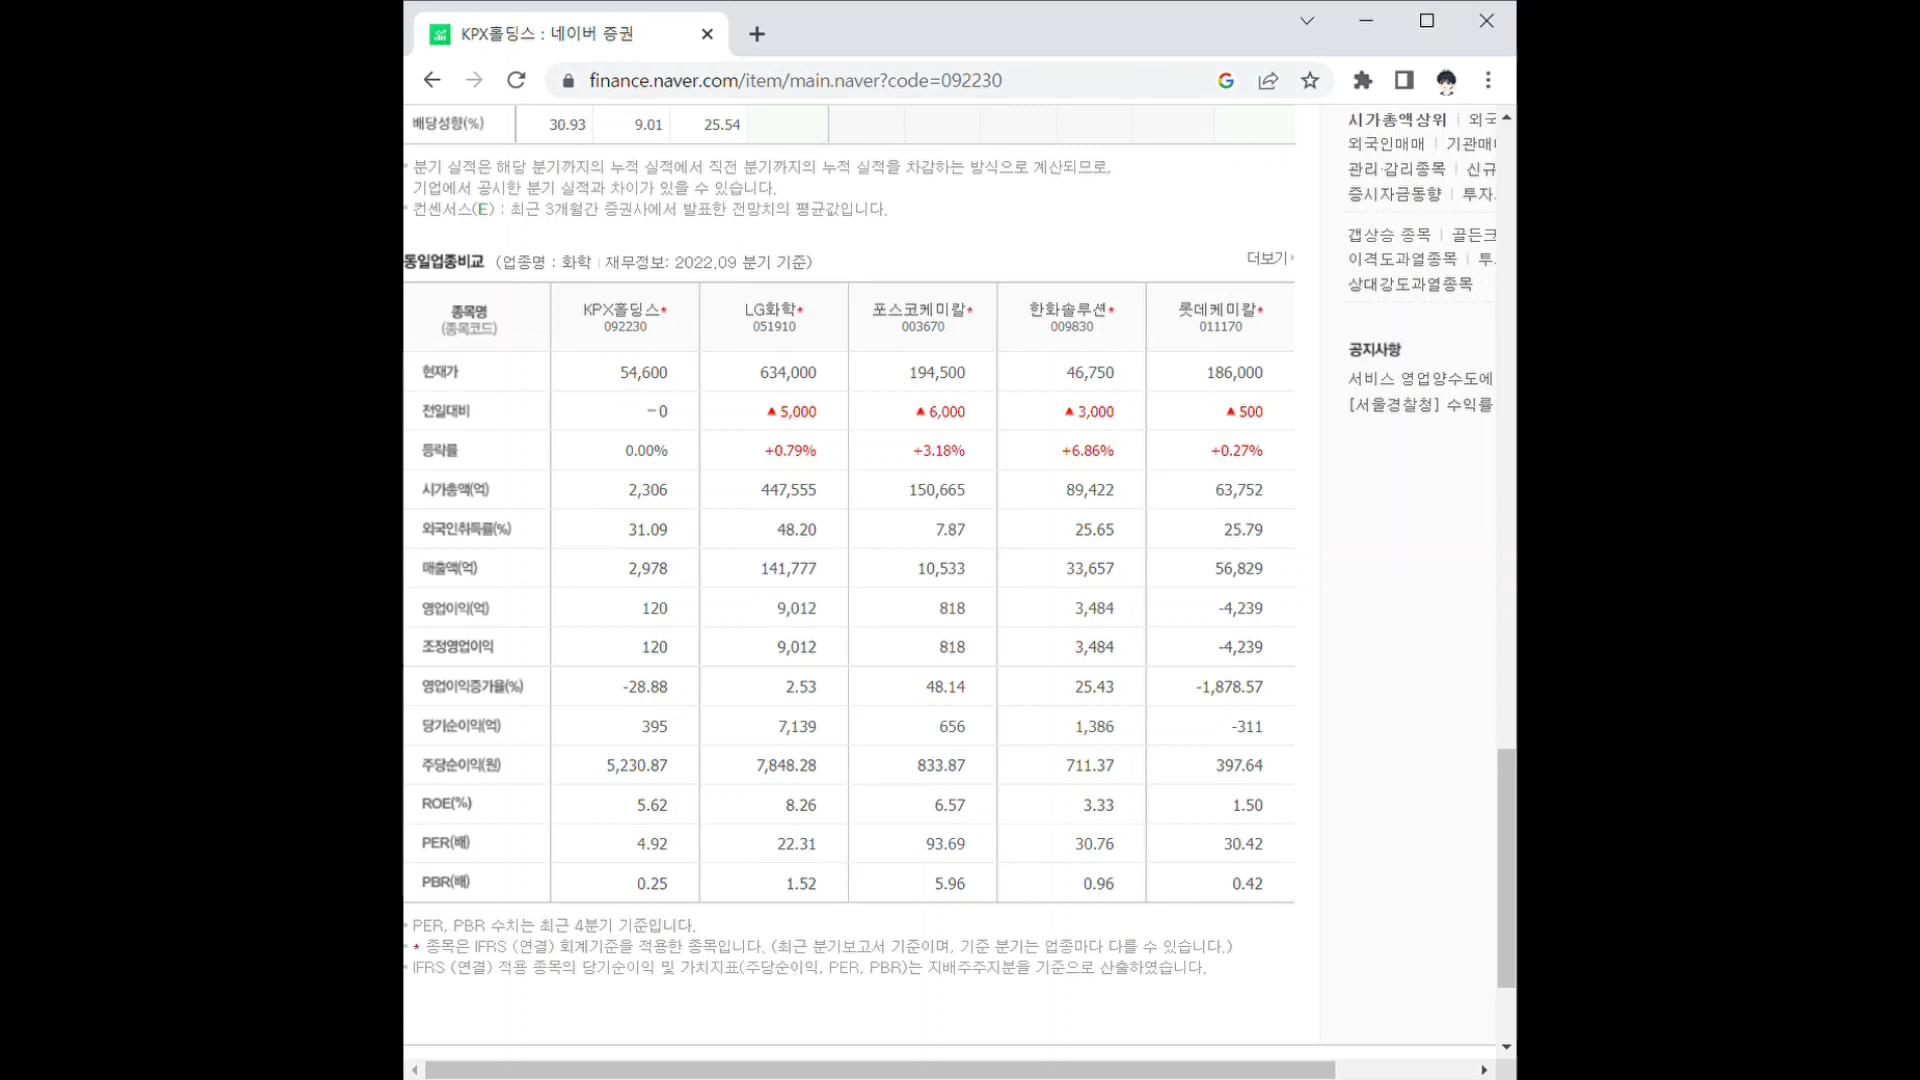 KPX홀딩스 : 네이버 증권
finance.naver.com/item/main.naver?code=092230
배당성향(%) 30.93 9.01 25.54
분기 실적은 해당 분기까지의 누적 실적에서 직전 분기까지의 누적 실적을 차감하는 방식으로 계산되므로,
기업에서 공시한 분기 실적과 차이가 있을 수 있습니다.
컨센서스(E) : 최근 3개월간 증권사에서 발표한 전망치의 평균값입니다.
동일업종비교 (업종명 : 화학 | 재무정보: 2022.09 분기 기준) 더보기
종목명 KPX홀딩스* LG화학* 포스코케미칼* 한화솔루션* 롯데케미칼*
(종목코드) 092230 051910 003670 009830 011170
현재가 54,600 634,000 194,500 46,750 186,000
전일대비 －0 ▲5,000 ▲6,000 ▲3,000 ▲500
등락률 0.00% +0.79% +3.18% +6.86% +0.27%
시가총액(억) 2,306 447,555 150,665 89,422 63,752
외국인취득률(%) 31.09 48.20 7.87 25.65 25.79
매출액(억) 2,978 141,777 10,533 33,657 56,829
영업이익(억) 120 9,012 818 3,484 -4,239
조정영업이익 120 9,012 818 3,484 -4,239
영업이익증가율(%) -28.88 2.53 48.14 25.43 -1,878.57
당기순이익(억) 395 7,139 656 1,386 -311
주당순이익(원) 5,230.87 7,848.28 833.87 711.37 397.64
ROE(%) 5.62 8.26 6.57 3.33 1.50
PER(배) 4.92 22.31 93.69 30.76 30.42
PBR(배) 0.25 1.52 5.96 0.96 0.42
PER, PBR 수치는 최근 4분기 기준입니다.
* 종목은 IFRS (연결) 회계기준을 적용한 종목입니다. (최근 분기보고서 기준이며, 기준 분기는 업종마다 다를 수 있습니다.)
IFRS (연결) 적용 종목의 당기순이익 및 가치지표(주당순이익, PER, PBR)는 지배주주지분을 기준으로 산출하였습니다.
시가총액상위 | 외국
외국인매매 | 기관매매
관리·감리종목 | 신규
증시자금동향 | 투자
갭상승 종목 | 골든크
이격도과열종목 | 투
상대강도과열종목
공지사항
서비스 영업양수도에
[서울경찰청] 수익률